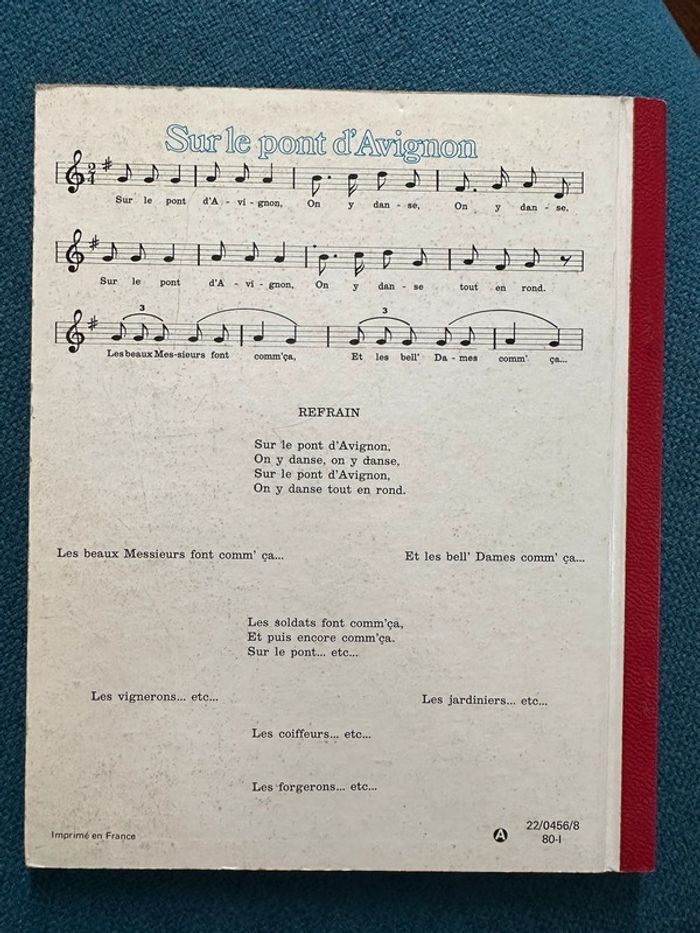 Sur le pont d'Avignon
2
4
Sur le pont d'A - vi - gnon, On y dan - se, On y dan - se,
Sur le pont d'A - vi - gnon, On y dan - se tout en rond.
3 3
Les beaux Mes-sieurs font comm'ça, Et les bell' Da - mes comm' ça...
REFRAIN
Sur le pont d'Avignon,
On y danse, on y danse,
Sur le pont d'Avignon,
On y danse tout en rond.
Les beaux Messieurs font comm' ça... Et les bell' Dames comm' ça...
Les soldats font comm'ça,
Et puis encore comm'ça.
Sur le pont... etc...
Les vignerons... etc... Les jardiniers... etc...
Les coiffeurs... etc...
Les forgerons... etc...
Imprimé en France A 22/0456/8
80-I